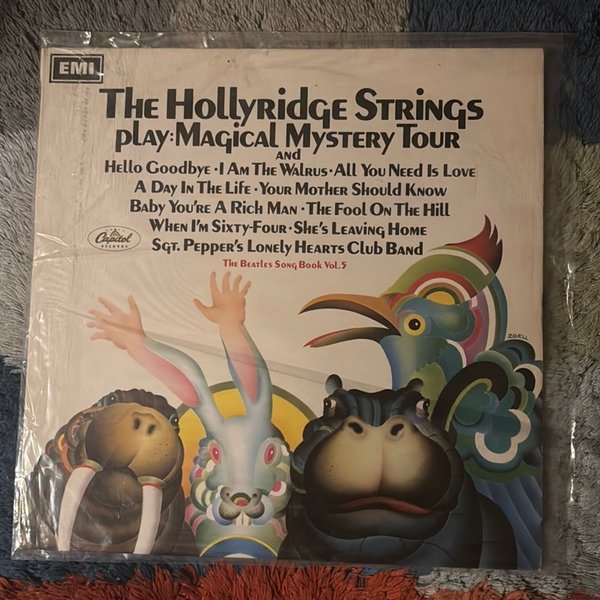 EMI
The Hollyridge Strings
play: Magical Mystery Tour
and
Hello Goodbye • I Am The Walrus • All You Need Is Love
A Day In The Life • Your Mother Should Know
Baby You're A Rich Man • The Fool On The Hill
When I'm Sixty-Four • She's Leaving Home
Capitol
RECORDS
Sgt. Pepper's Lonely Hearts Club Band
The Beatles Song Book Vol. 5
ZOELL